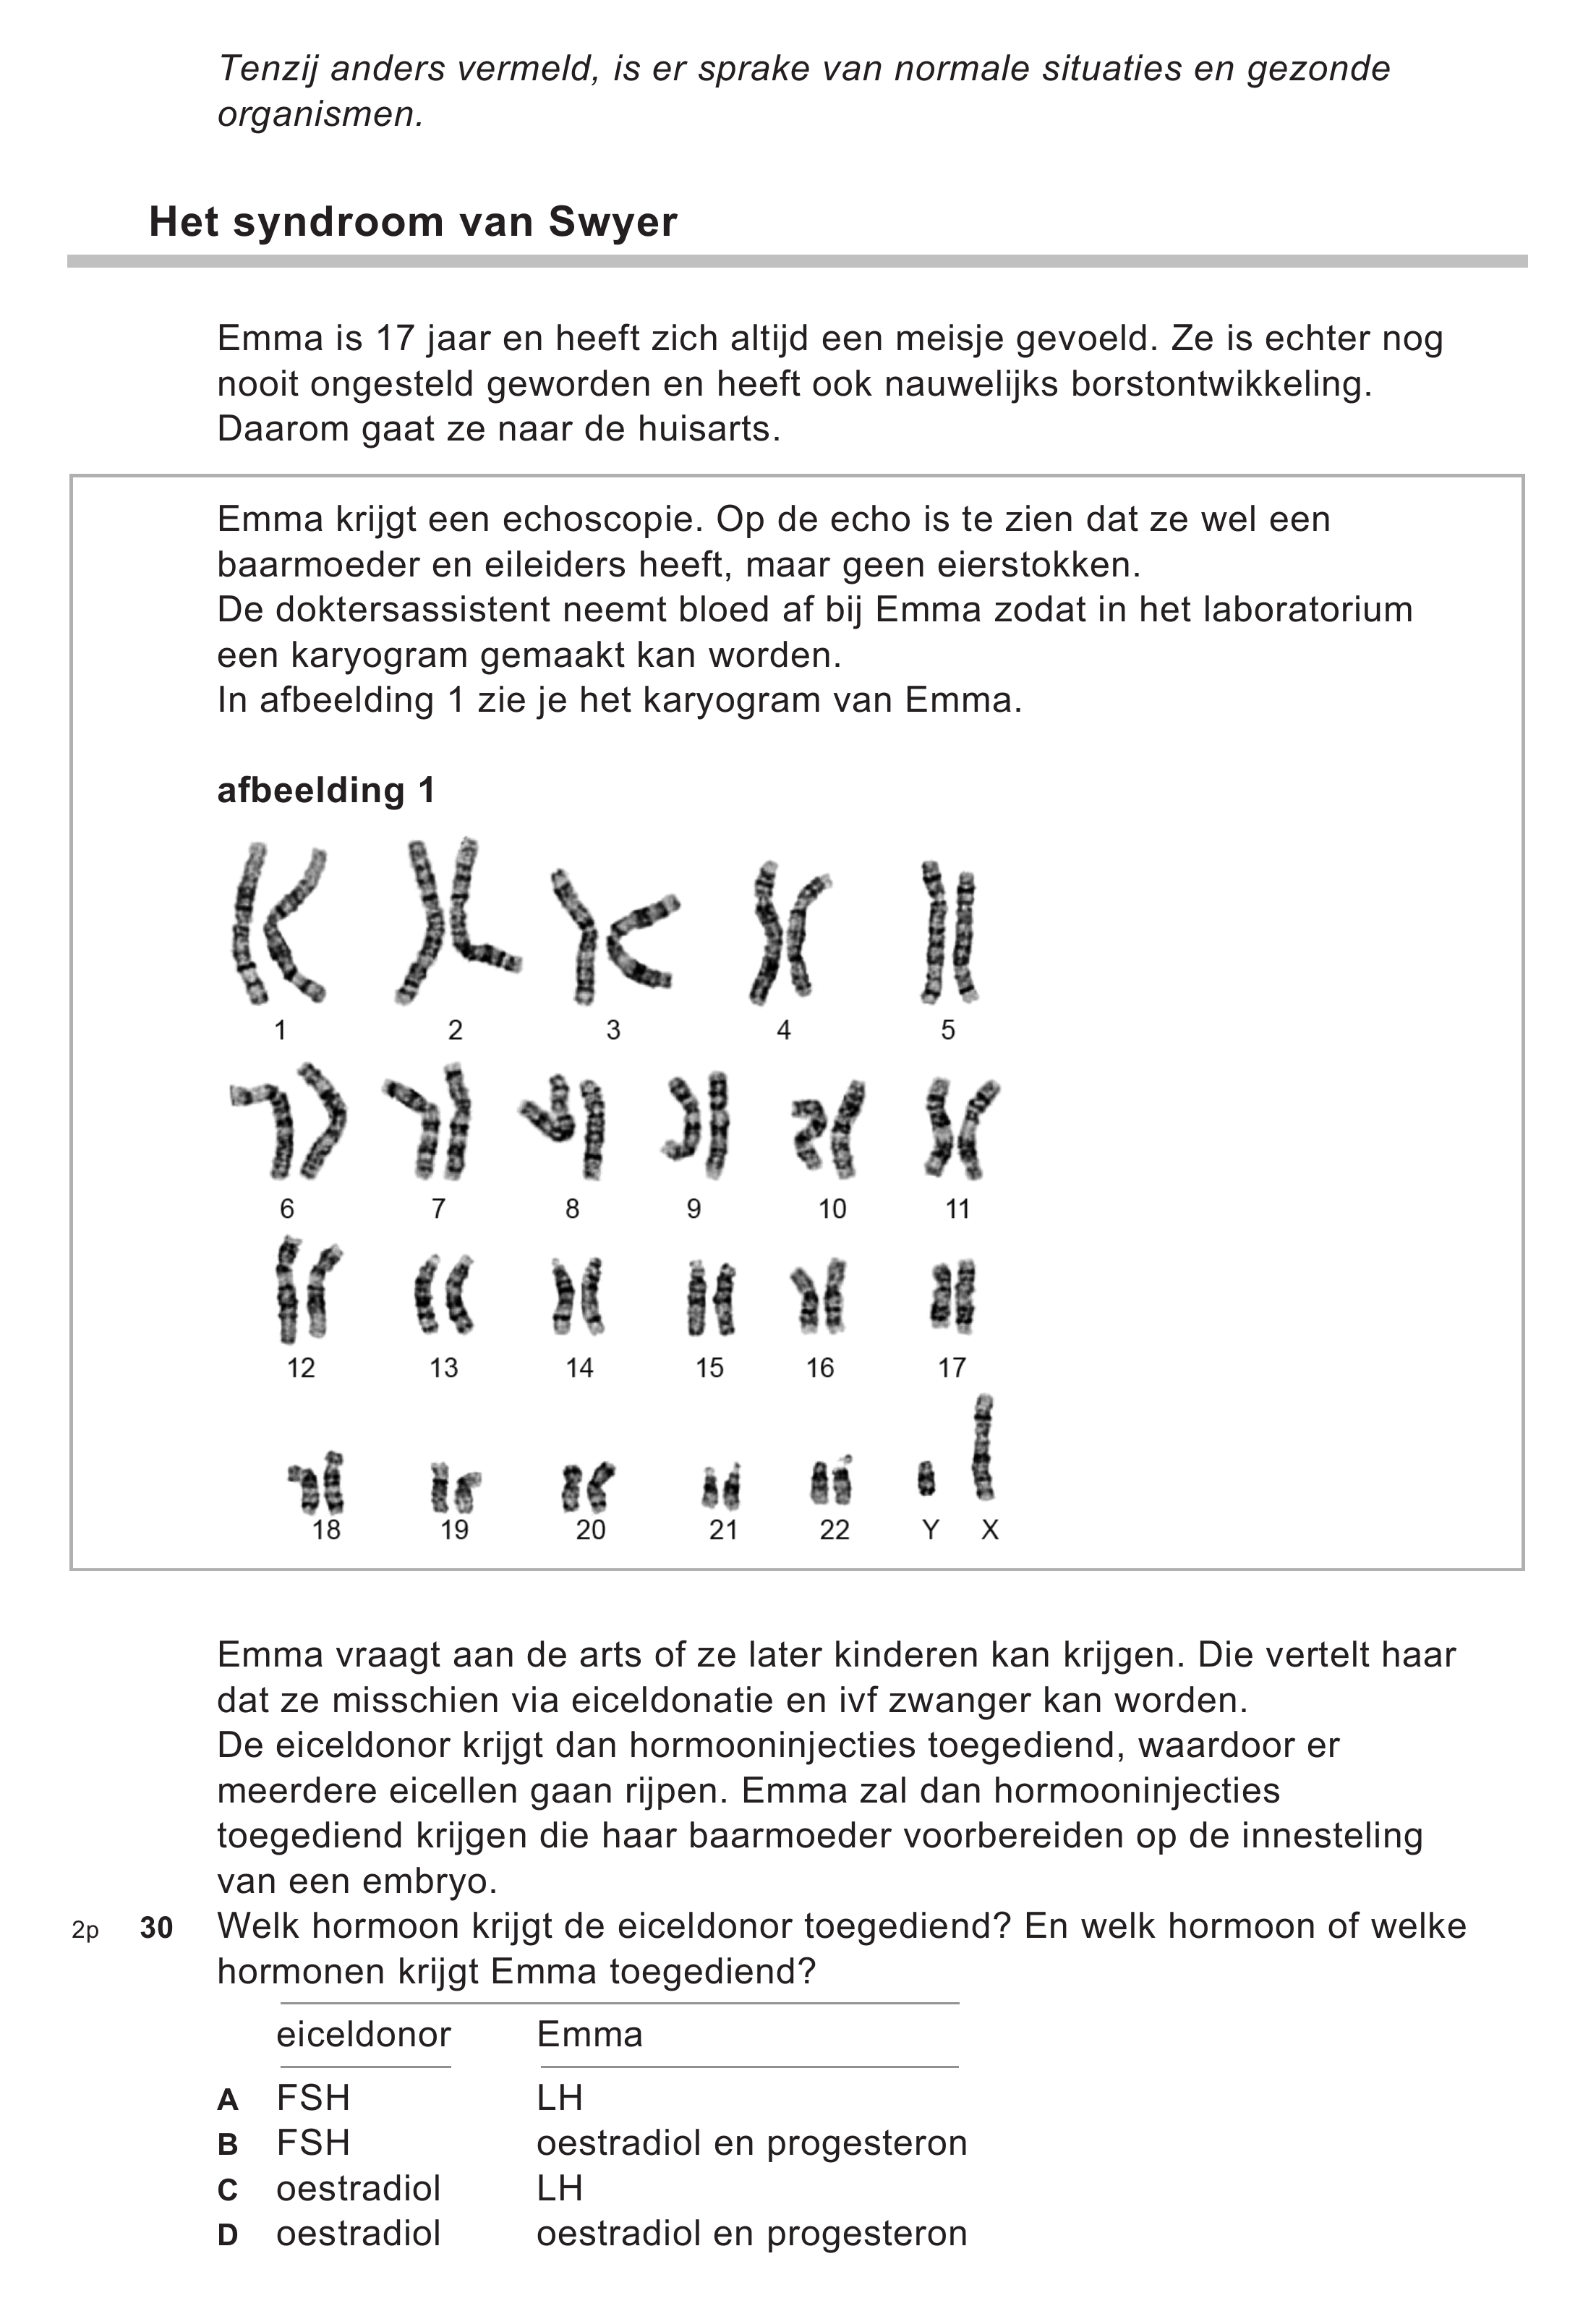 Tenzij anders vermeld, is er sprake van normale situaties en gezonde
organismen.
Het syndroom van Swyer
Emma is 17 jaar en heeft zich altijd een meisje gevoeld. Ze is echter nog
nooit ongesteld geworden en heeft ook nauwelijks borstontwikkeling.
Daarom gaat ze naar de huisarts.
Emma krijgt een echoscopie. Op de echo is te zien dat ze wel een
baarmoeder en eileiders heeft, maar geen eierstokken.
De doktersassistent neemt bloed af bij Emma zodat in het laboratorium
een karyogram gemaakt kan worden.
In afbeelding 1 zie je het karyogram van Emma.
afbeelding 1
1 2 3 4 5
6 7 8 9 10 11
12 13 14 15 16 17
18 19 20 21 22 Y X
Emma vraagt aan de arts of ze later kinderen kan krijgen. Die vertelt haar
dat ze misschien via eiceldonatie en ivf zwanger kan worden.
De eiceldonor krijgt dan hormooninjecties toegediend, waardoor er
meerdere eicellen gaan rijpen. Emma zal dan hormooninjecties
toegediend krijgen die haar baarmoeder voorbereiden op de innesteling
van een embryo.
2p 30 Welk hormoon krijgt de eiceldonor toegediend? En welk hormoon of welke
hormonen krijgt Emma toegediend?
eiceldonor Emma
A FSH LH
B FSH oestradiol en progesteron
C oestradiol LH
D oestradiol oestradiol en progesteron